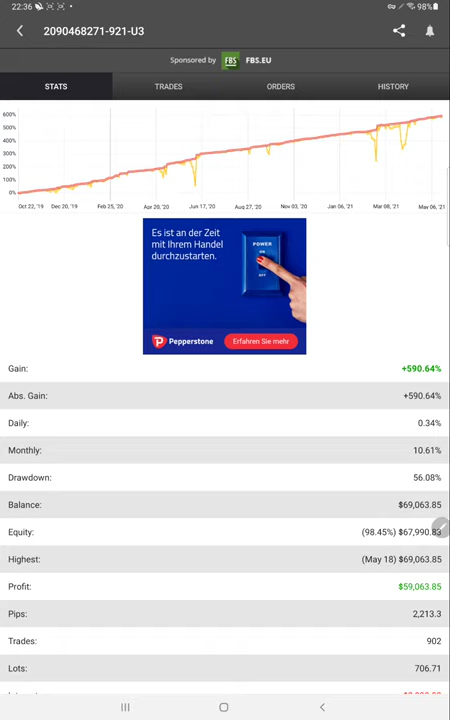 22:36
98%
2090468271-921-U3
Sponsored by FBS FBS.EU
STATS TRADES ORDERS HISTORY
600%
500%
400%
300%
200%
100%
0%
Oct 22, '19 Dec 20, '19 Feb 25, '20 Apr 20, '20 Jun 17, '20 Aug 27, '20 Nov 03, '20 Jan 06, '21 Mar 08, '21 May 06, '21
Es ist an der Zeit
mit Ihrem Handel
durchzustarten.
POWER
ON
OFF
Pepperstone Erfahren Sie mehr
Gain: +590.64%
Abs. Gain: +590.64%
Daily: 0.34%
Monthly: 10.61%
Drawdown: 56.08%
Balance: $69,063.85
Equity: (98.45%) $67,990.83
Highest: (May 18) $69,063.85
Profit: $59,063.85
Pips: 2,213.3
Trades: 902
Lots: 706.71